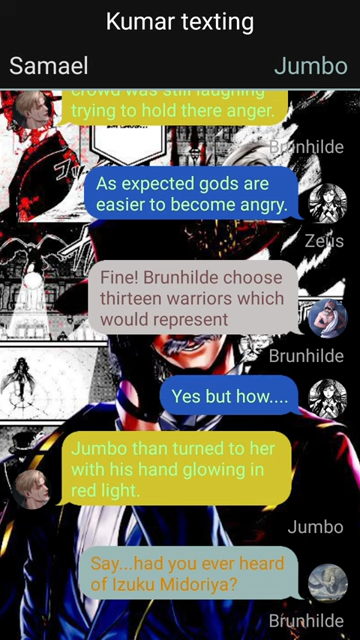 Kumar texting
Samael
Jumbo
crowd was still laughing
trying to hold there anger.
Brunhilde
As expected gods are
easier to become angry.
Zeus
Fine! Brunhilde choose
thirteen warriors which
would represent
Brunhilde
Yes but how....
Jumbo than turned to her
with his hand glowing in
red light.
Jumbo
Say...had you ever heard
of Izuku Midoriya?
Brunhilde